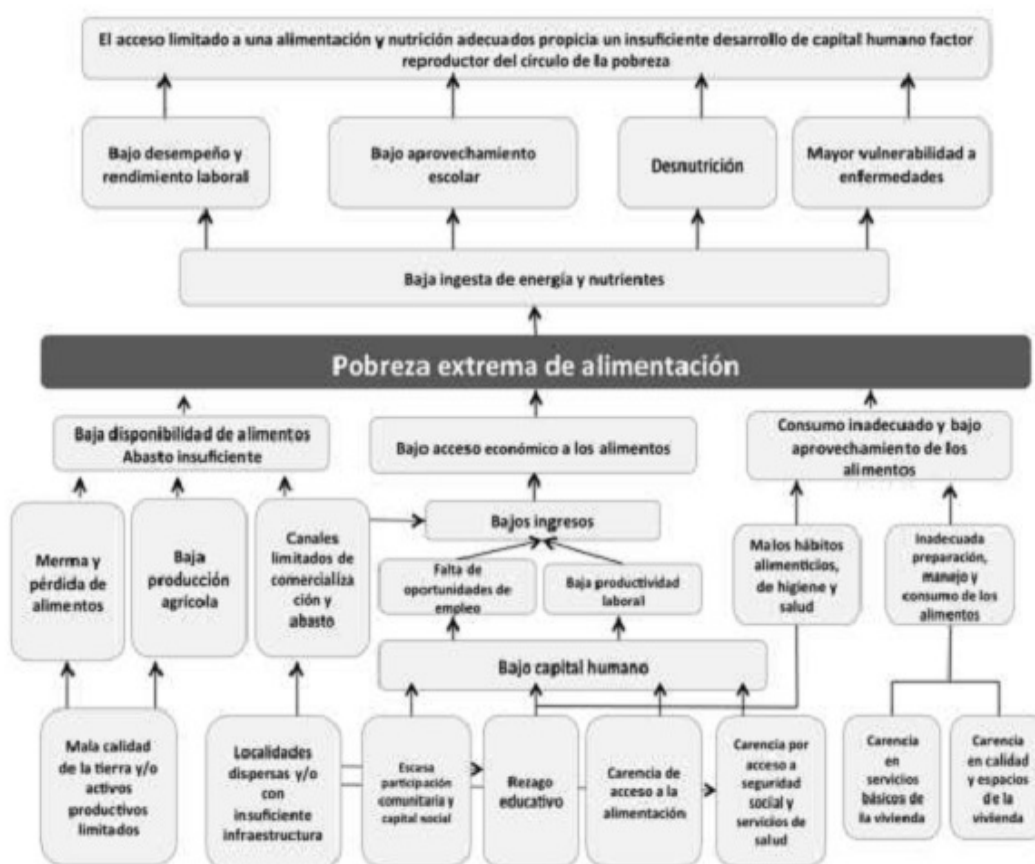 El acceso limitado a una alimentación y nutrición adecuados propicia un insuficiente desarrollo de capital humano factor
reproductor del círculo de la pobreza
Bajo desempeño y
rendimiento laboral
Bajo aprovechamiento
escolar
Desnutrición
Mayor vulnerabilidad a
enfermedades
Baja ingesta de energía y nutrientes
Pobreza extrema de alimentación
Baja disponibilidad de alimentos
Abasto insuficiente
Bajo acceso económico a los alimentos
Consumo inadecuado y bajo
aprovechamiento de los
alimentos
Merma y
pérdida de
alimentos
Baja
producción
agrícola
Canales
limitados de
comercializa
ción y
abasto
Bajos ingresos
Falta de
oportunidades de
empleo
Baja productividad
laboral
Malos hábitos
alimenticios,
de higiene y
salud
Inadecuada
preparación,
manejo y
consumo de los
alimentos
Bajo capital humano
Mala calidad
de la tierra y/o
activos
productivos
limitados
Localidades
dispersas y/o
con
insuficiente
infraestructura
Escasa
participación
comunitaria y
capital social
Rezago
educativo
Carencia de
acceso a la
alimentación
Carencia por
acceso a
seguridad
social y
servicios de
salud
Carencia
en
servicios
básicos de
la vivienda
Carencia
en calidad
y espacios
de la
vivienda